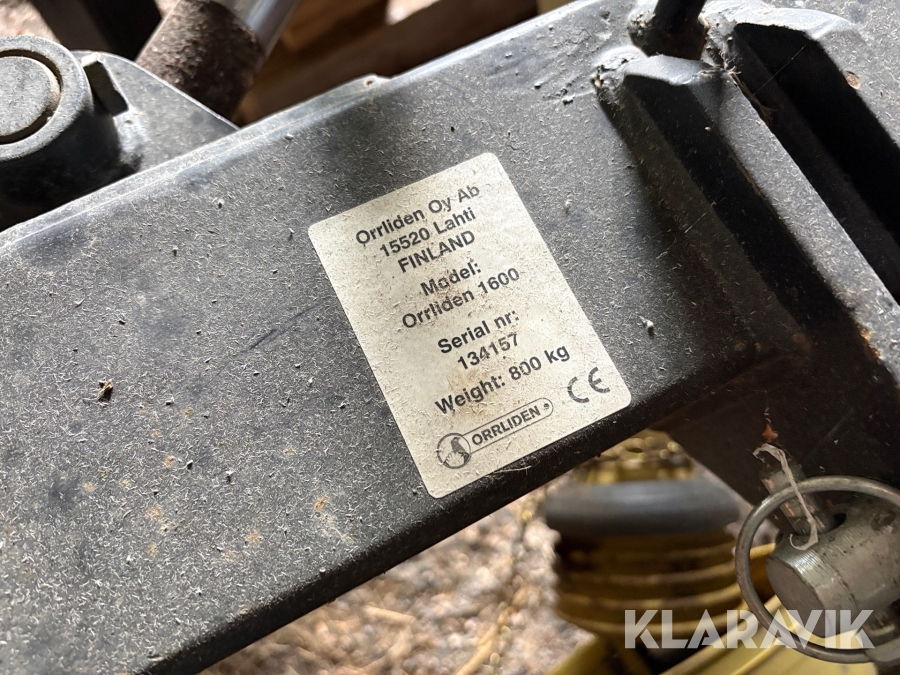 Orrliden Oy Ab
15520 Lahti
FINLAND
Model:
Orrliden 1600
Serial nr:
134157
Weight: 800 kg
ORRLIDEN
CE
KLARAVIK